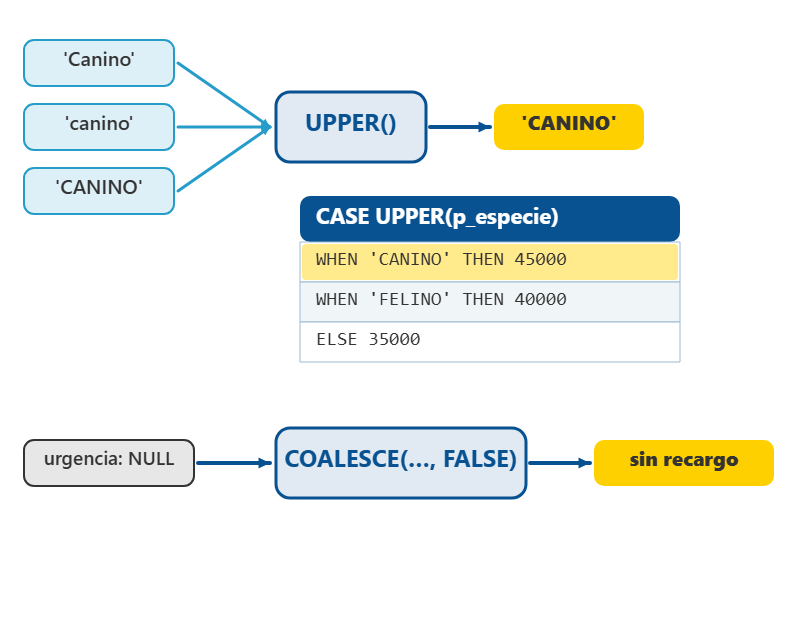 'Canino'
'canino'
'CANINO'
UPPER()
'CANINO'
CASE UPPER(p_especie)
WHEN 'CANINO' THEN 45000
WHEN 'FELINO' THEN 40000
ELSE 35000
urgencia: NULL
COALESCE(…, FALSE)
sin recargo